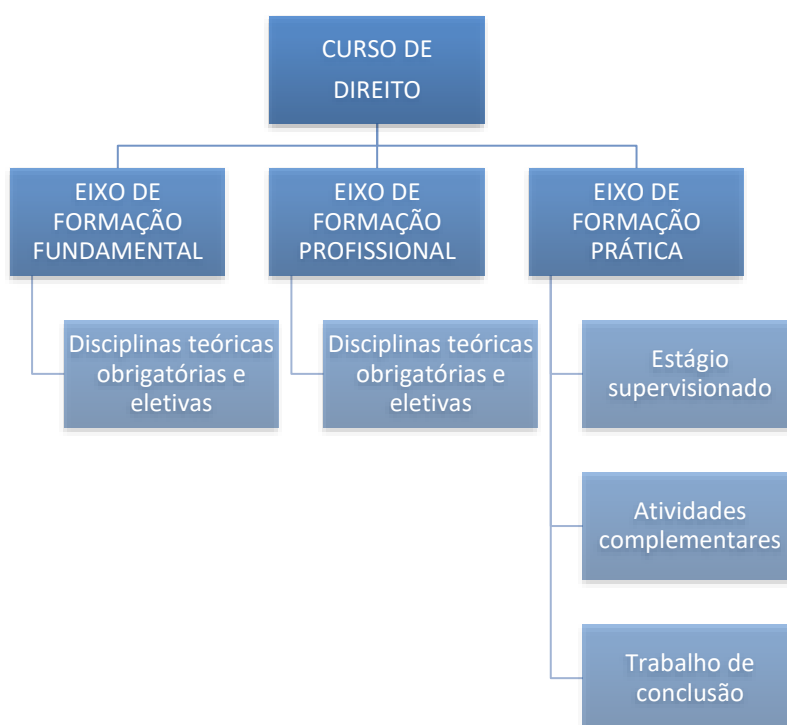 CURSO DE
DIREITO
EIXO DE
FORMAÇÃO
FUNDAMENTAL
EIXO DE
FORMAÇÃO
PROFISSIONAL
EIXO DE
FORMAÇÃO
PRÁTICA
Disciplinas teóricas
obrigatórias e
eletivas
Disciplinas teóricas
obrigatórias e
eletivas
Estágio
supervisionado
Atividades
complementares
Trabalho de
conclusão